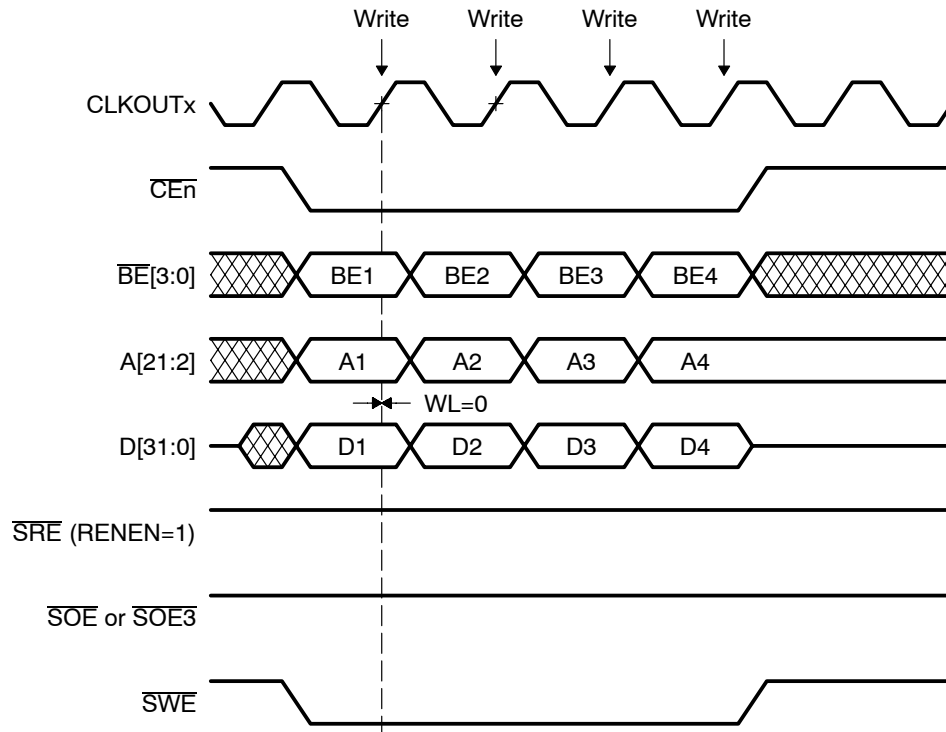 Write Write Write Write
CLKOUTx
CEn
BE[3:0] BE1 BE2 BE3 BE4
A[21:2] A1 A2 A3 A4
WL=0
D[31:0] D1 D2 D3 D4
SRE (RENEN=1)
SOE or SOE3
SWE